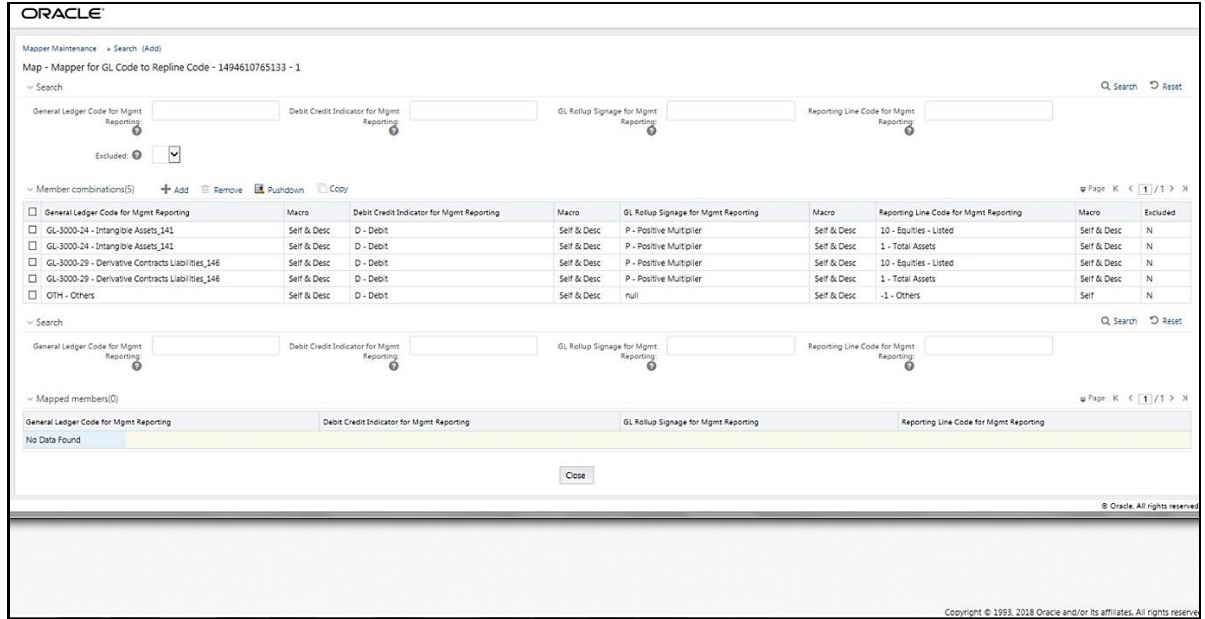 ORACLE
Mapper Maintenance » Search (Add)
Map - Mapper for GL Code to Repline Code - 1494610765133 - 1
Search Search Reset
General Ledger Code for Mgmt Reporting: Debit Credit Indicator for Mgmt Reporting: GL Rollup Signage for Mgmt Reporting: Reporting Line Code for Mgmt Reporting:
Excluded:
Member combinations(5) Add Remove Pushdown Copy Page 1 / 1
General Ledger Code for Mgmt Reporting Macro Debit Credit Indicator for Mgmt Reporting Macro GL Rollup Signage for Mgmt Reporting Macro Reporting Line Code for Mgmt Reporting Macro Excluded
GL-3000-24 - Intangible Assets_141 Self & Desc D - Debit Self & Desc P - Positive Multiplier Self & Desc 10 - Equities - Listed Self & Desc N
GL-3000-24 - Intangible Assets_141 Self & Desc D - Debit Self & Desc P - Positive Multiplier Self & Desc 1 - Total Assets Self & Desc N
GL-3000-29 - Derivative Contracts Liabilities_146 Self & Desc D - Debit Self & Desc P - Positive Multiplier Self & Desc 10 - Equities - Listed Self & Desc N
GL-3000-29 - Derivative Contracts Liabilities_146 Self & Desc D - Debit Self & Desc P - Positive Multiplier Self & Desc 1 - Total Assets Self & Desc N
OTH - Others Self & Desc D - Debit Self & Desc null Self & Desc -1 - Others Self N
Search Search Reset
General Ledger Code for Mgmt Reporting: Debit Credit Indicator for Mgmt Reporting: GL Rollup Signage for Mgmt Reporting: Reporting Line Code for Mgmt Reporting:
Mapped members(0) Page 1 / 1
General Ledger Code for Mgmt Reporting Debit Credit Indicator for Mgmt Reporting GL Rollup Signage for Mgmt Reporting Reporting Line Code for Mgmt Reporting
No Data Found
Close
© Oracle. All rights reserved
Copyright © 1993, 2018 Oracle and/or its affiliates. All rights reserve